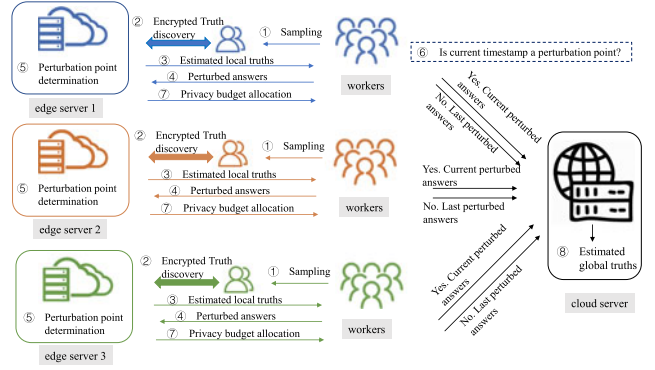 ② Encrypted Truth
discovery
① Sampling
③ Estimated local truths
④ Perturbed answers
⑦ Privacy budget allocation
⑤ Perturbation point
determination
edge server 1
workers
② Encrypted Truth
discovery
① Sampling
③ Estimated local truths
④ Perturbed answers
⑦ Privacy budget allocation
⑤ Perturbation point
determination
edge server 2
workers
② Encrypted Truth
discovery
① Sampling
③ Estimated local truths
④ Perturbed answers
⑦ Privacy budget allocation
⑤ Perturbation point
determination
edge server 3
workers
⑥ Is current timestamp a perturbation point?
Yes. Current perturbed
answers
No. Last perturbed
answers
Yes. Current perturbed
answers
No. Last perturbed
answers
Yes. Current perturbed
answers
No. Last perturbed
answers
⑧ Estimated
global truths
cloud server